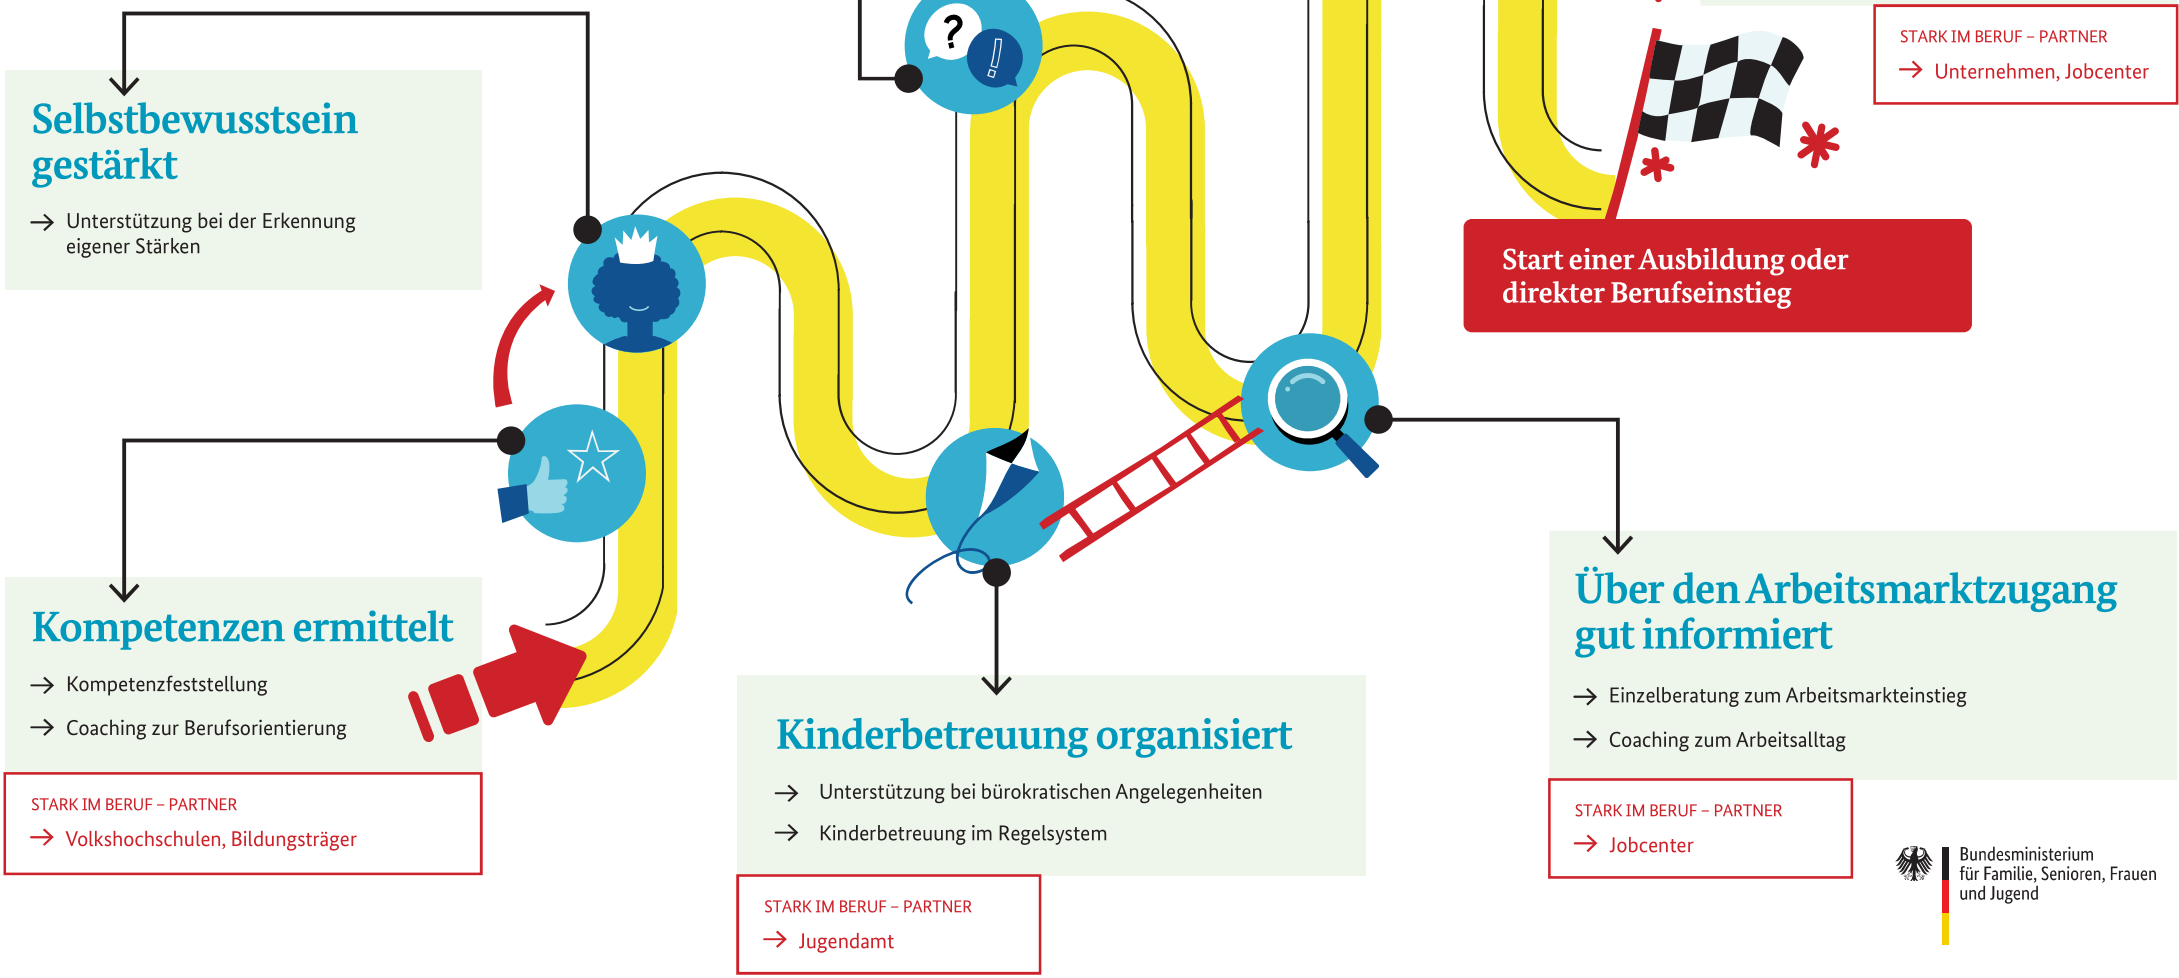 STARK IM BERUF – PARTNER
→ Unternehmen, Jobcenter
Selbstbewusstsein
gestärkt
→ Unterstützung bei der Erkennung
eigener Stärken
?
!
Start einer Ausbildung oder
direkter Berufseinstieg
Kompetenzen ermittelt
→ Kompetenzfeststellung
→ Coaching zur Berufsorientierung
STARK IM BERUF – PARTNER
→ Volkshochschulen, Bildungsträger
Kinderbetreuung organisiert
→ Unterstützung bei bürokratischen Angelegenheiten
→ Kinderbetreuung im Regelsystem
STARK IM BERUF – PARTNER
→ Jugendamt
Über den Arbeitsmarktzugang
gut informiert
→ Einzelberatung zum Arbeitsmarkteinstieg
→ Coaching zum Arbeitsalltag
STARK IM BERUF – PARTNER
→ Jobcenter
Bundesministerium
für Familie, Senioren, Frauen
und Jugend